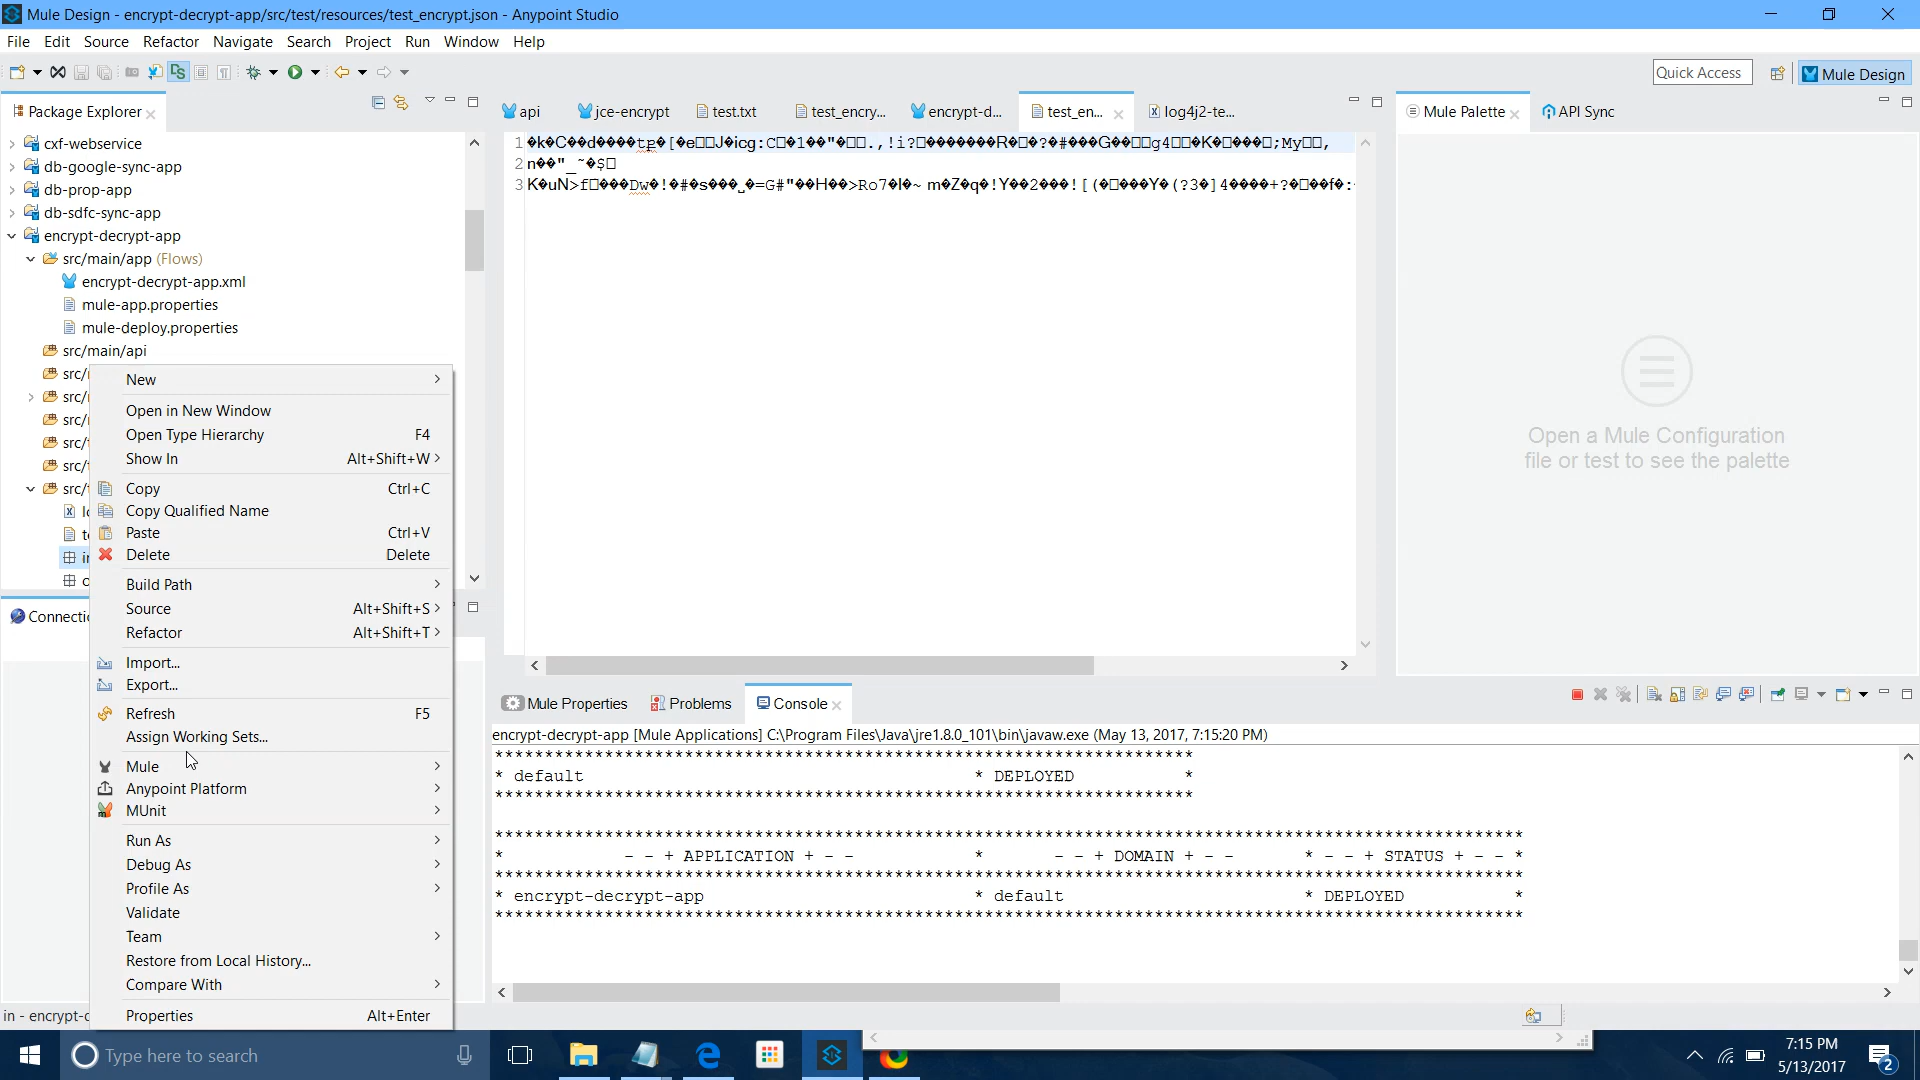 Mule Design - encrypt-decrypt-app/src/test/resources/test_encrypt.json - Anypoint Studio
File Edit Source Refactor Navigate Search Project Run Window Help
Quick Access
Mule Design
Package Explorer
api jce-encrypt test.txt test_encry... encrypt-d... test_en... log4j2-te...
Mule Palette API Sync
cxf-webservice
db-google-sync-app
db-prop-app
db-sdfc-sync-app
encrypt-decrypt-app
src/main/app (Flows)
encrypt-decrypt-app.xml
mule-app.properties
mule-deploy.properties
src/main/api
1
2
3
Open a Mule Configuration
file or test to see the palette
New
Open in New Window
Open Type Hierarchy F4
Show In Alt+Shift+W
Copy Ctrl+C
Copy Qualified Name
Paste Ctrl+V
Delete Delete
Build Path
Source Alt+Shift+S
Refactor Alt+Shift+T
Import...
Export...
Refresh F5
Assign Working Sets...
Mule
Anypoint Platform
MUnit
Run As
Debug As
Profile As
Validate
Team
Restore from Local History...
Compare With
Properties Alt+Enter
Mule Properties Problems Console
encrypt-decrypt-app [Mule Applications] C:\Program Files\Java\jre1.8.0_101\bin\javaw.exe (May 13, 2017, 7:15:20 PM)
* default * DEPLOYED *
* - - + APPLICATION + - - * - - + DOMAIN + - - * - - + STATUS + - - *
* encrypt-decrypt-app * default * DEPLOYED *
in - encrypt-d
Type here to search
7:15 PM
5/13/2017
2